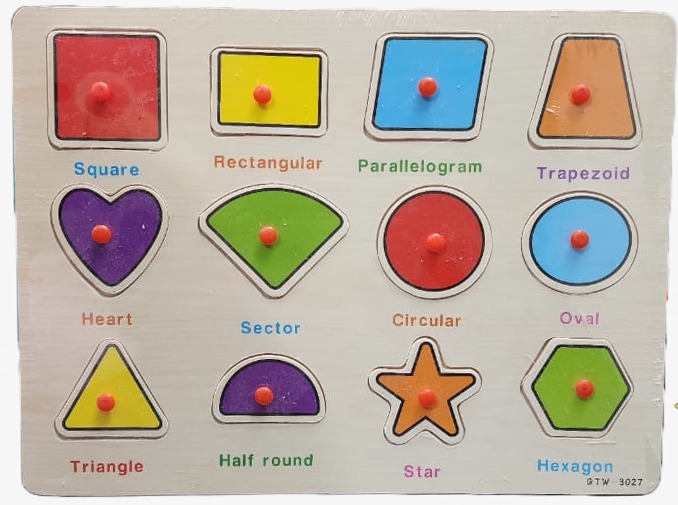 Square
Rectangular
Parallelogram
Trapezoid
Heart
Sector
Circular
Oval
Triangle
Half round
Star
Hexagon
GTW 3027